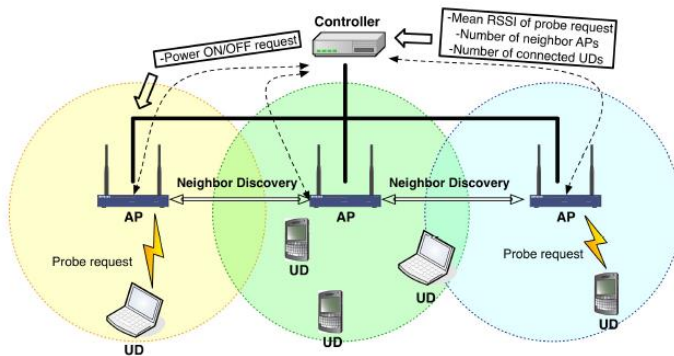 Controller
-Power ON/OFF request
-Mean RSSI of probe request
-Number of neighbor APs
-Number of connected UDs
Neighbor Discovery
Neighbor Discovery
AP
AP
AP
Probe request
Probe request
UD
UD
UD
UD
UD